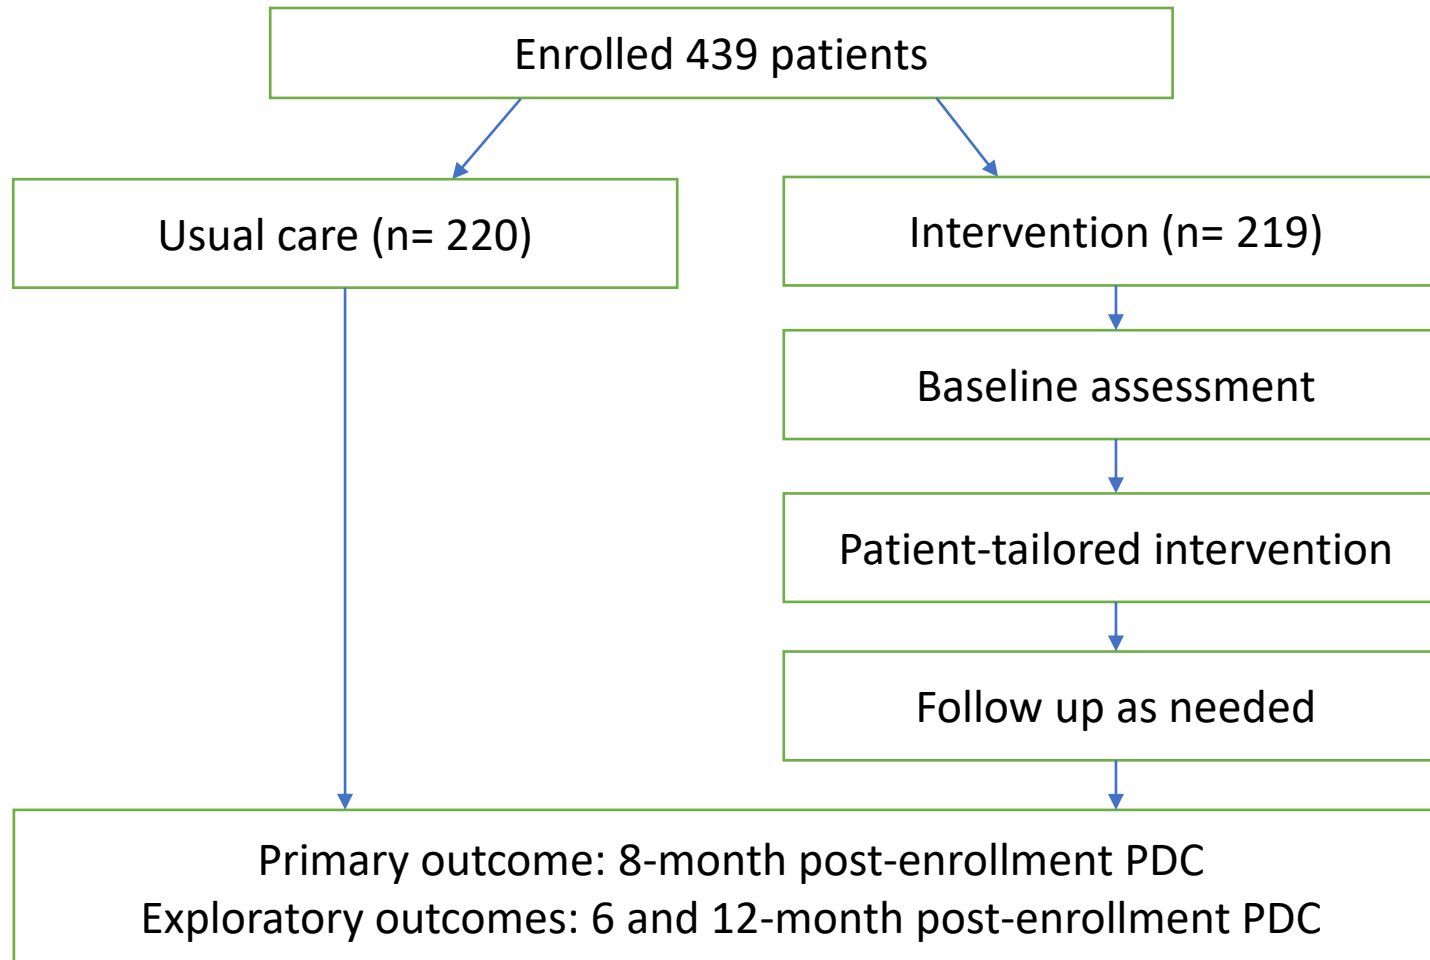 Enrolled 439 patients
Usual care (n= 220)
Intervention (n= 219)
Baseline assessment
Patient-tailored intervention
Follow up as needed
Primary outcome: 8-month post-enrollment PDC
Exploratory outcomes: 6 and 12-month post-enrollment PDC